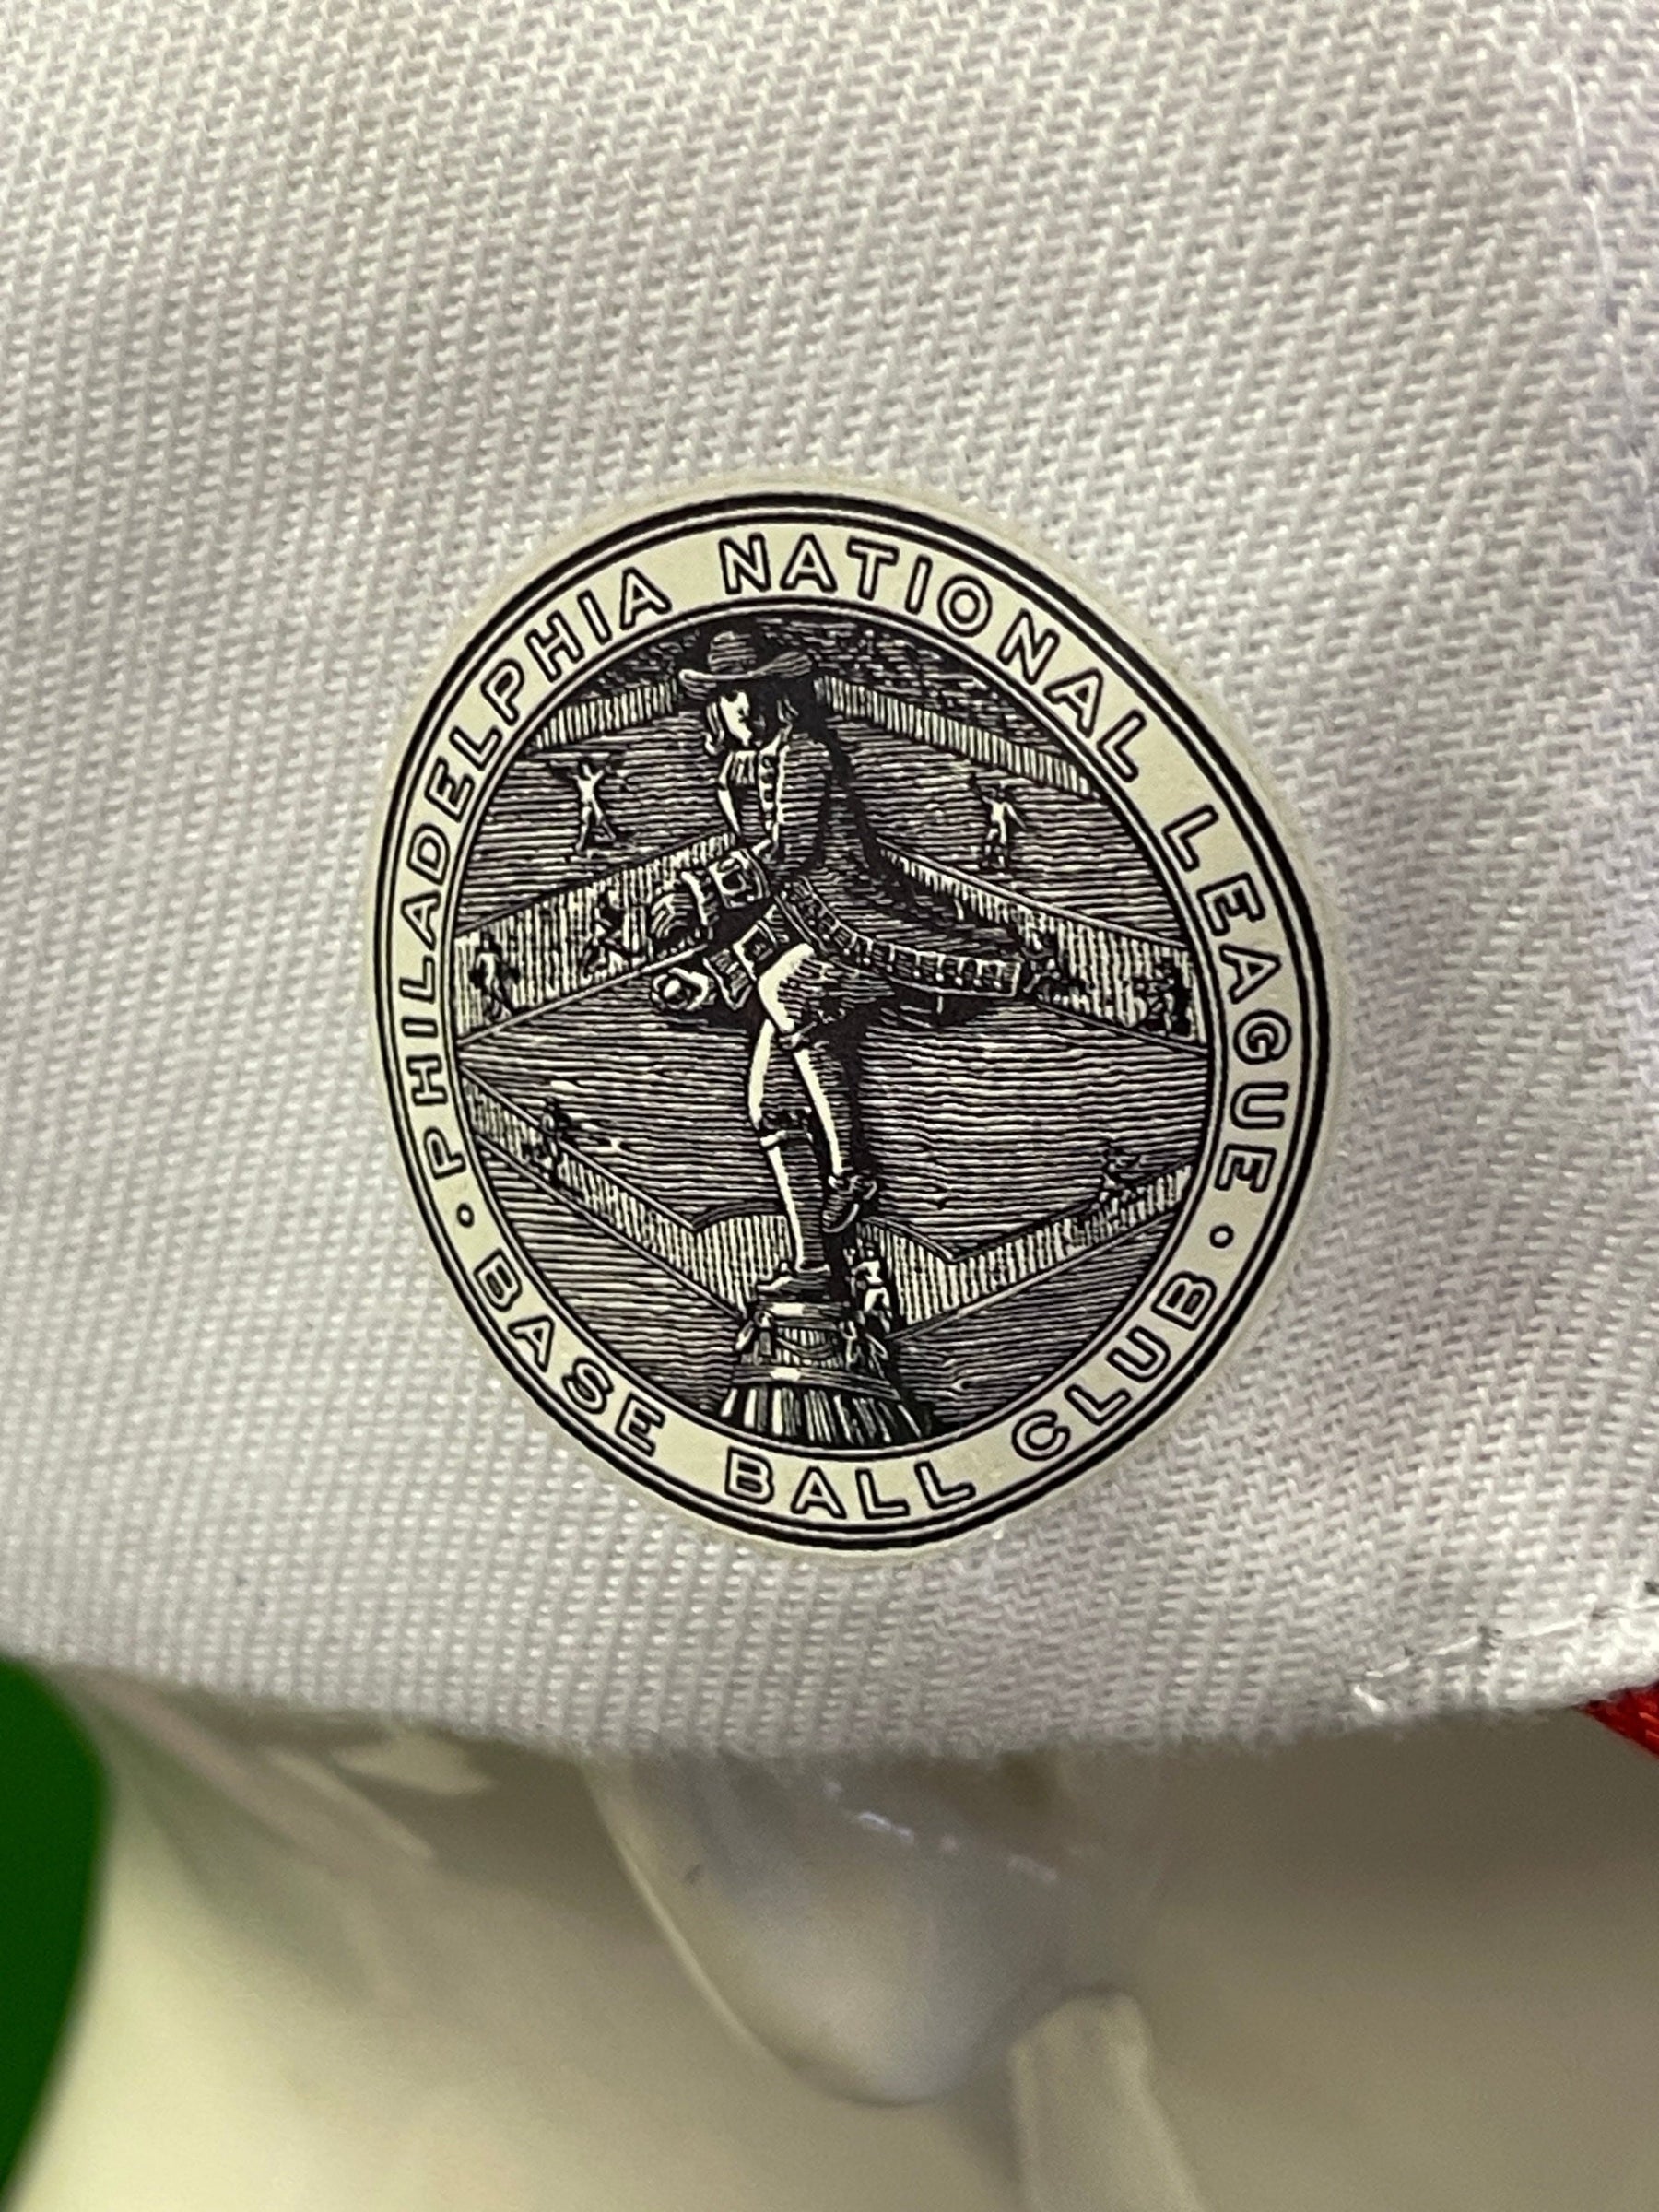 PHILADELPHIA NATIONAL LEAGUE
• BASE BALL CLUB •